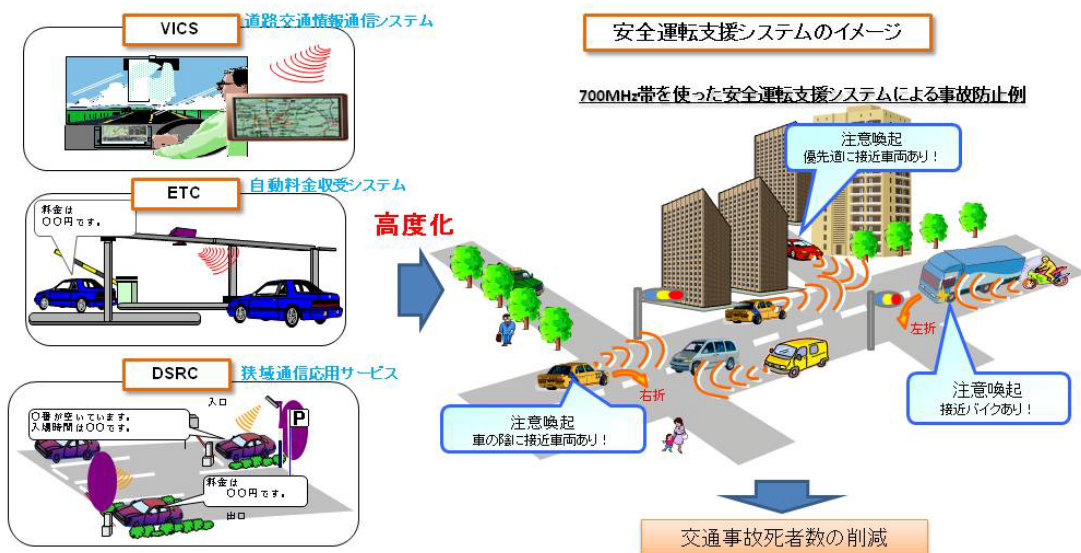 VICS
道路交通情報通信システム
ETC
自動料金収受システム
料金は
〇〇円です。
DSRC
狭域通信応用サービス
入口
〇番が空いています。
入場時間は〇〇です。
P
料金は
〇〇円です。
出口
高度化
安全運転支援システムのイメージ
700MHz帯を使った安全運転支援システムによる事故防止例
注意喚起
優先道に接近車両あり！
左折
右折
注意喚起
接近バイクあり！
注意喚起
車の陰に接近車両あり！
交通事故死者数の削減